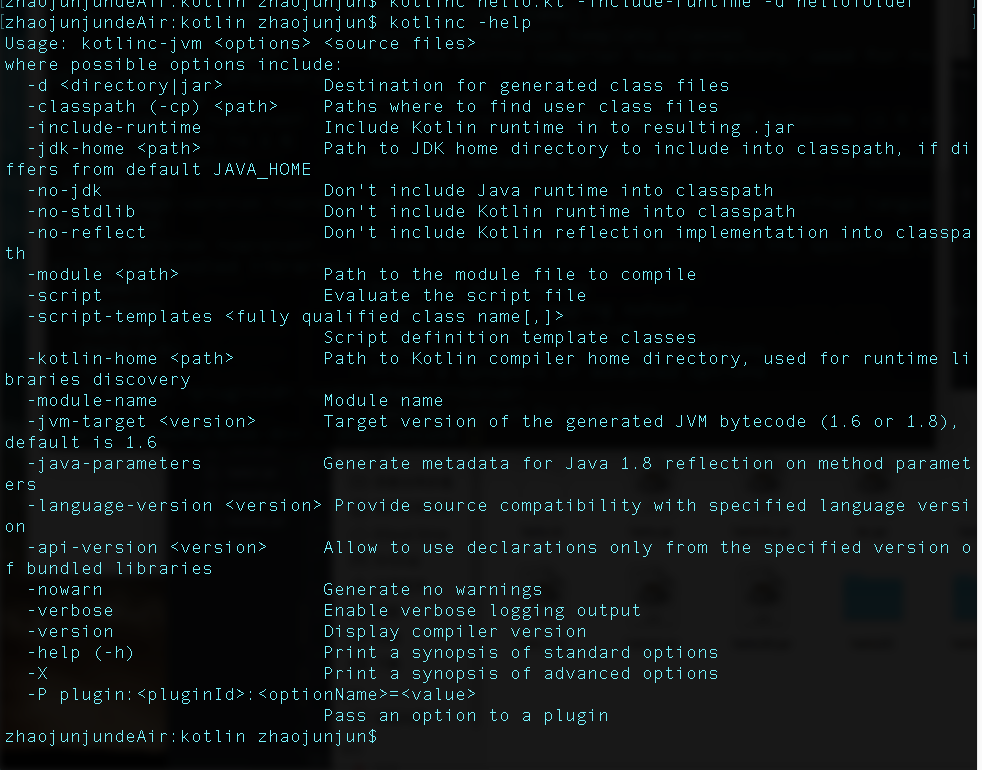 zhaojunjundeAir:kotlin zhaojunjun$ kotlinc hello.kt -include-runtime -d hellofolder
[zhaojunjundeAir:kotlin zhaojunjun$ kotlinc -help ]
Usage: kotlinc-jvm <options> <source files>
where possible options include:
  -d <directory|jar>         Destination for generated class files
  -classpath (-cp) <path>    Paths where to find user class files
  -include-runtime           Include Kotlin runtime in to resulting .jar
  -jdk-home <path>           Path to JDK home directory to include into classpath, if di
ffers from default JAVA_HOME
  -no-jdk                    Don't include Java runtime into classpath
  -no-stdlib                 Don't include Kotlin runtime into classpath
  -no-reflect                Don't include Kotlin reflection implementation into classpa
th
  -module <path>             Path to the module file to compile
  -script                    Evaluate the script file
  -script-templates <fully qualified class name[,]>
                             Script definition template classes
  -kotlin-home <path>        Path to Kotlin compiler home directory, used for runtime li
braries discovery
  -module-name               Module name
  -jvm-target <version>      Target version of the generated JVM bytecode (1.6 or 1.8),
default is 1.6
  -java-parameters           Generate metadata for Java 1.8 reflection on method paramet
ers
  -language-version <version> Provide source compatibility with specified language versi
on
  -api-version <version>     Allow to use declarations only from the specified version o
f bundled libraries
  -nowarn                    Generate no warnings
  -verbose                   Enable verbose logging output
  -version                   Display compiler version
  -help (-h)                 Print a synopsis of standard options
  -X                         Print a synopsis of advanced options
  -P plugin:<pluginId>:<optionName>=<value>
                             Pass an option to a plugin
zhaojunjundeAir:kotlin zhaojunjun$